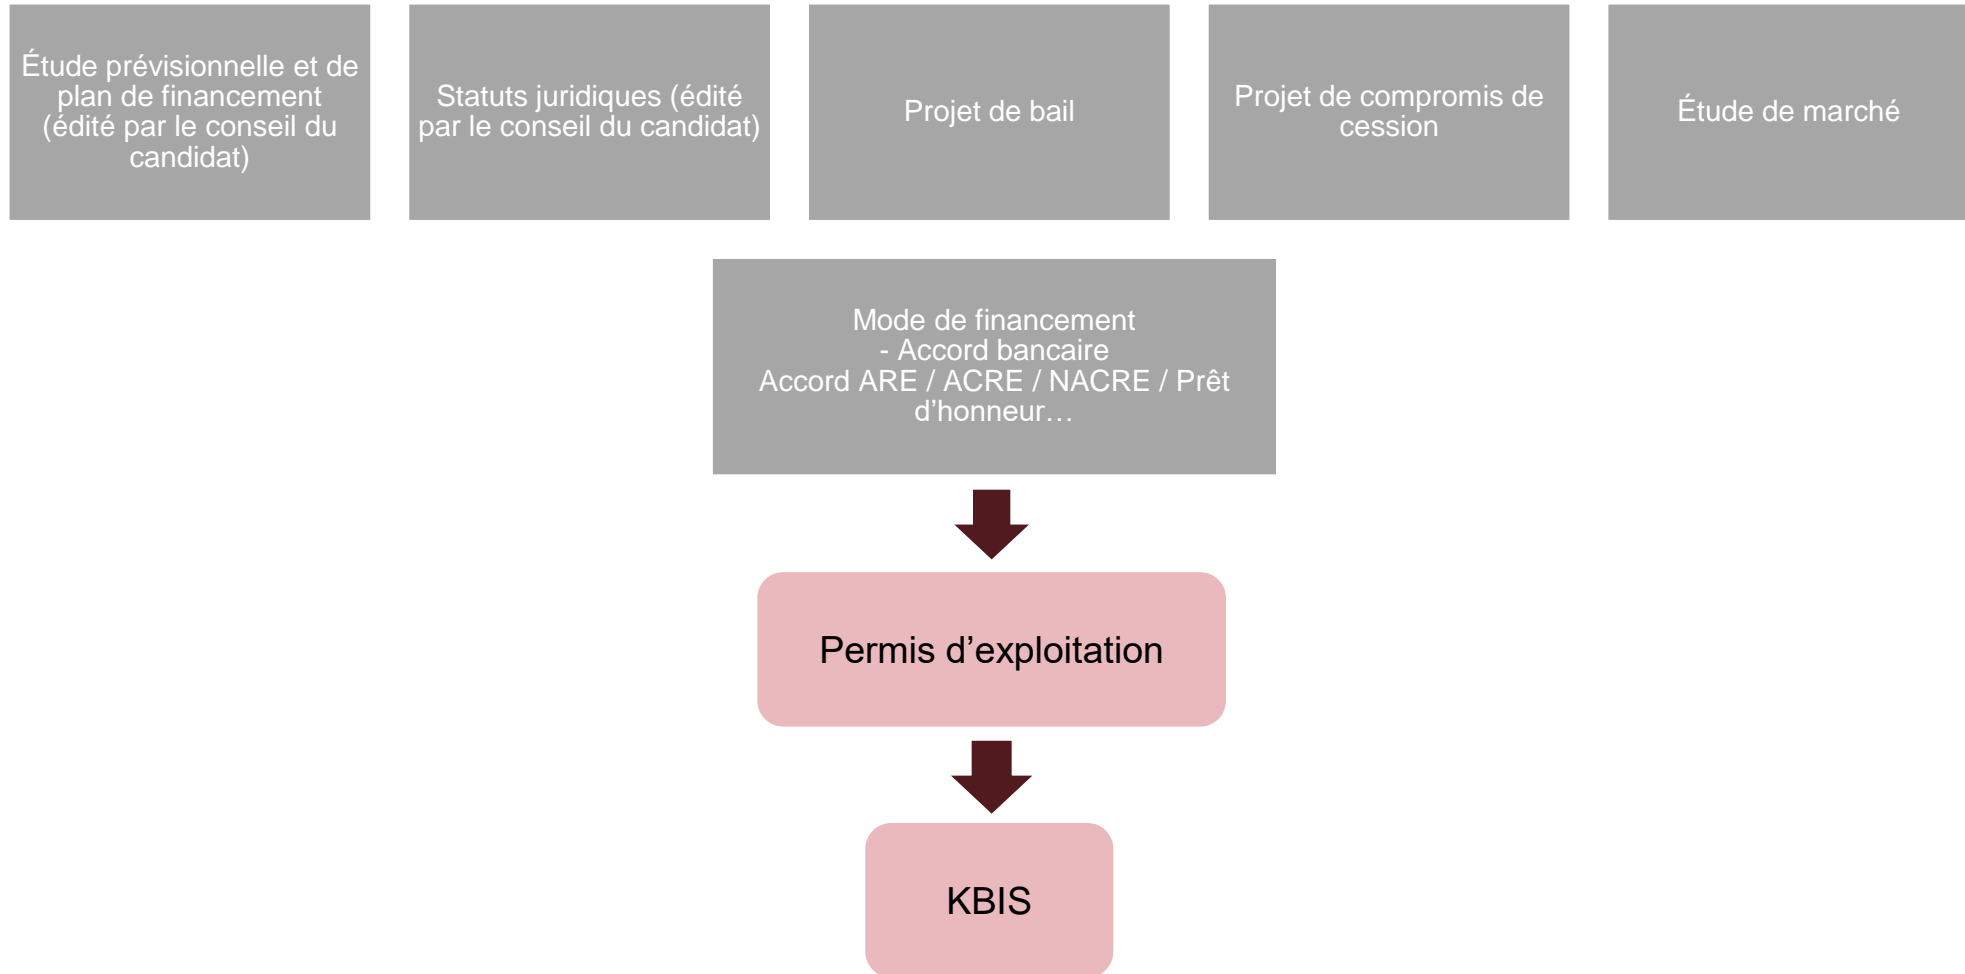 Étude prévisionnelle et de
plan de financement
(édité par le conseil du
candidat)
Statuts juridiques (édité
par le conseil du candidat)
Projet de bail
Projet de compromis de
cession
Étude de marché
Mode de financement
- Accord bancaire
Accord ARE / ACRE / NACRE / Prêt
d’honneur…
Permis d’exploitation
KBIS